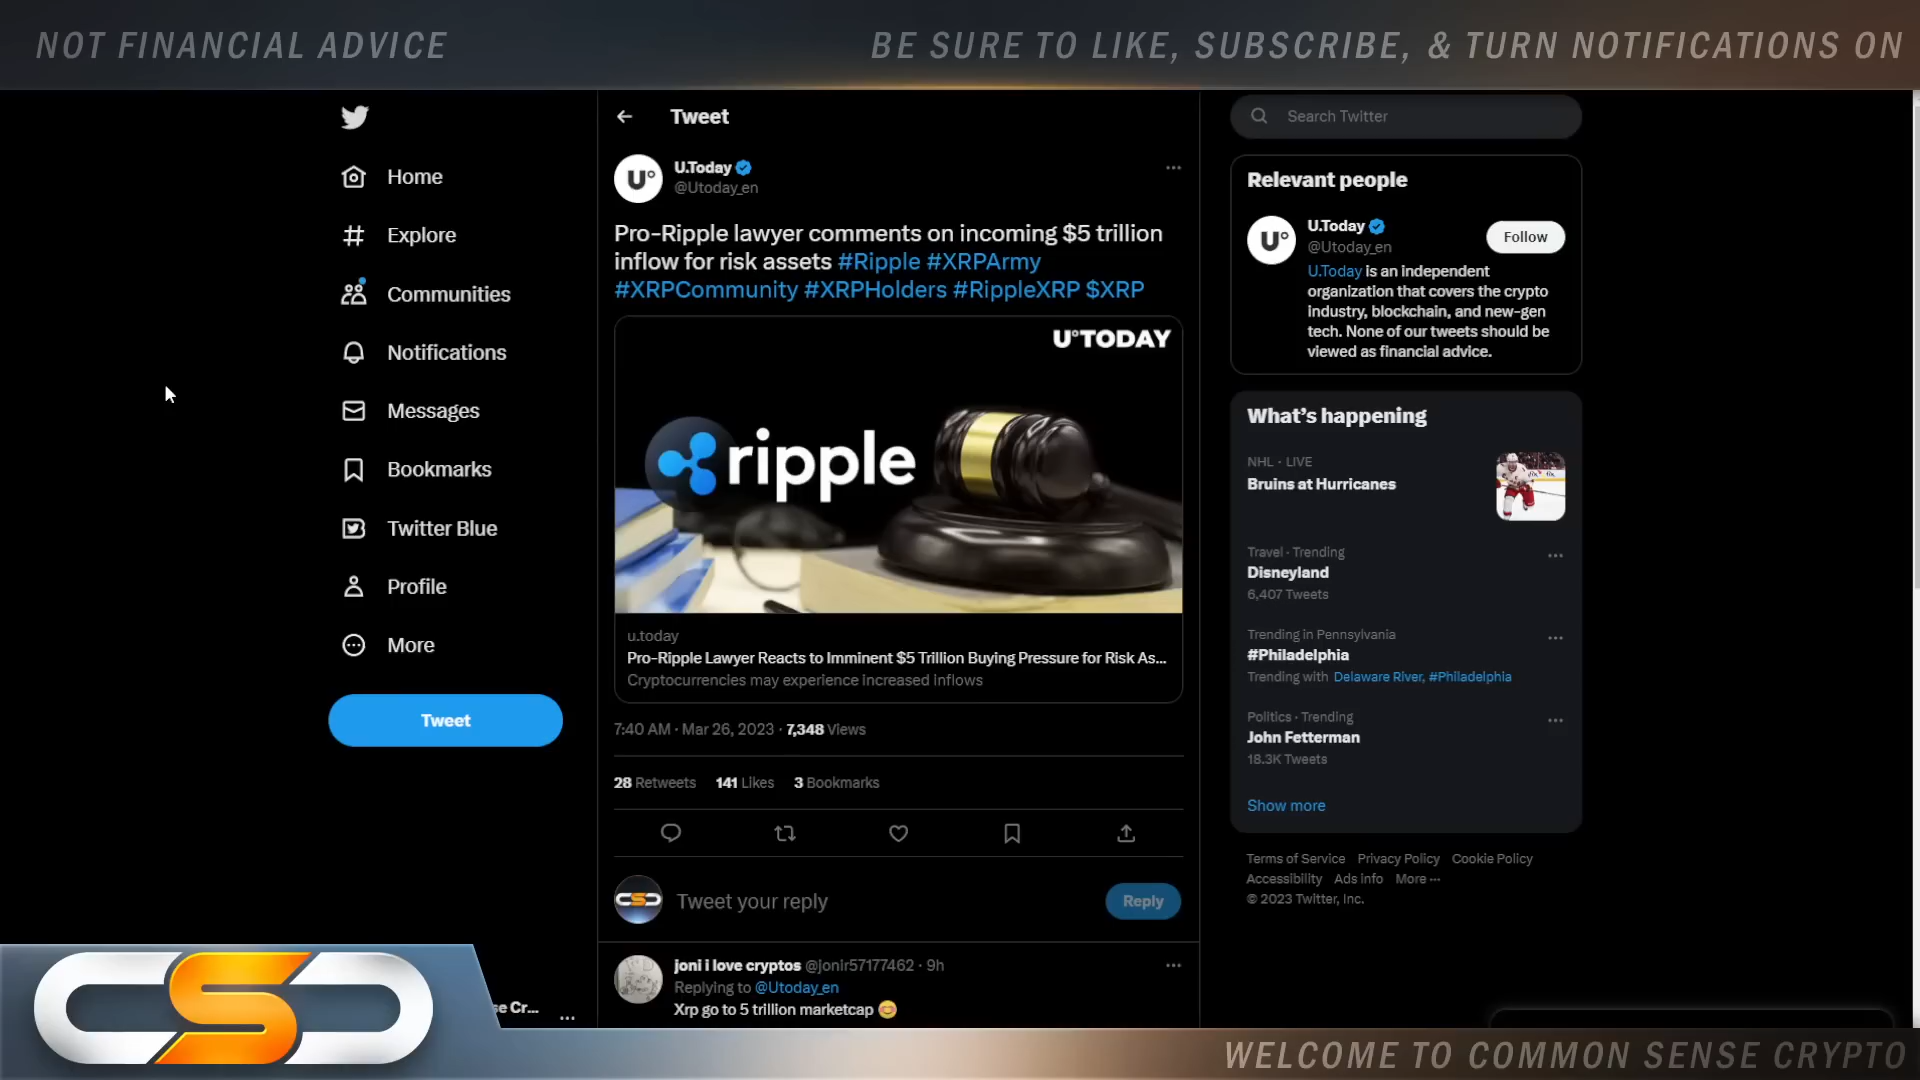 NOT FINANCIAL ADVICE
BE SURE TO LIKE, SUBSCRIBE, & TURN NOTIFICATIONS ON
Home
Explore
Communities
Notifications
Messages
Bookmarks
Twitter Blue
Profile
More
Tweet
se Cr...
Tweet
U.Today
@Utoday_en
Pro-Ripple lawyer comments on incoming $5 trillion
inflow for risk assets #Ripple #XRPArmy
#XRPCommunity #XRPHolders #RippleXRP $XRP
U°TODAY
ripple
u.today
Pro-Ripple Lawyer Reacts to Imminent $5 Trillion Buying Pressure for Risk As...
Cryptocurrencies may experience increased inflows
7:40 AM · Mar 26, 2023 · 7,348 Views
28 Retweets 141 Likes 3 Bookmarks
Tweet your reply
Reply
joni i love cryptos @jonir57177462 · 9h
Replying to @Utoday_en
Xrp go to 5 trillion marketcap 😊
Search Twitter
Relevant people
U.Today
@Utoday_en
Follow
U.Today is an independent
organization that covers the crypto
industry, blockchain, and new-gen
tech. None of our tweets should be
viewed as financial advice.
What's happening
NHL · LIVE
Bruins at Hurricanes
Travel · Trending
Disneyland
6,407 Tweets
Trending in Pennsylvania
#Philadelphia
Trending with Delaware River, #Philadelphia
Politics · Trending
John Fetterman
18.3K Tweets
Show more
Terms of Service Privacy Policy Cookie Policy
Accessibility Ads info More ···
© 2023 Twitter, Inc.
CSC
WELCOME TO COMMON SENSE CRYPTO